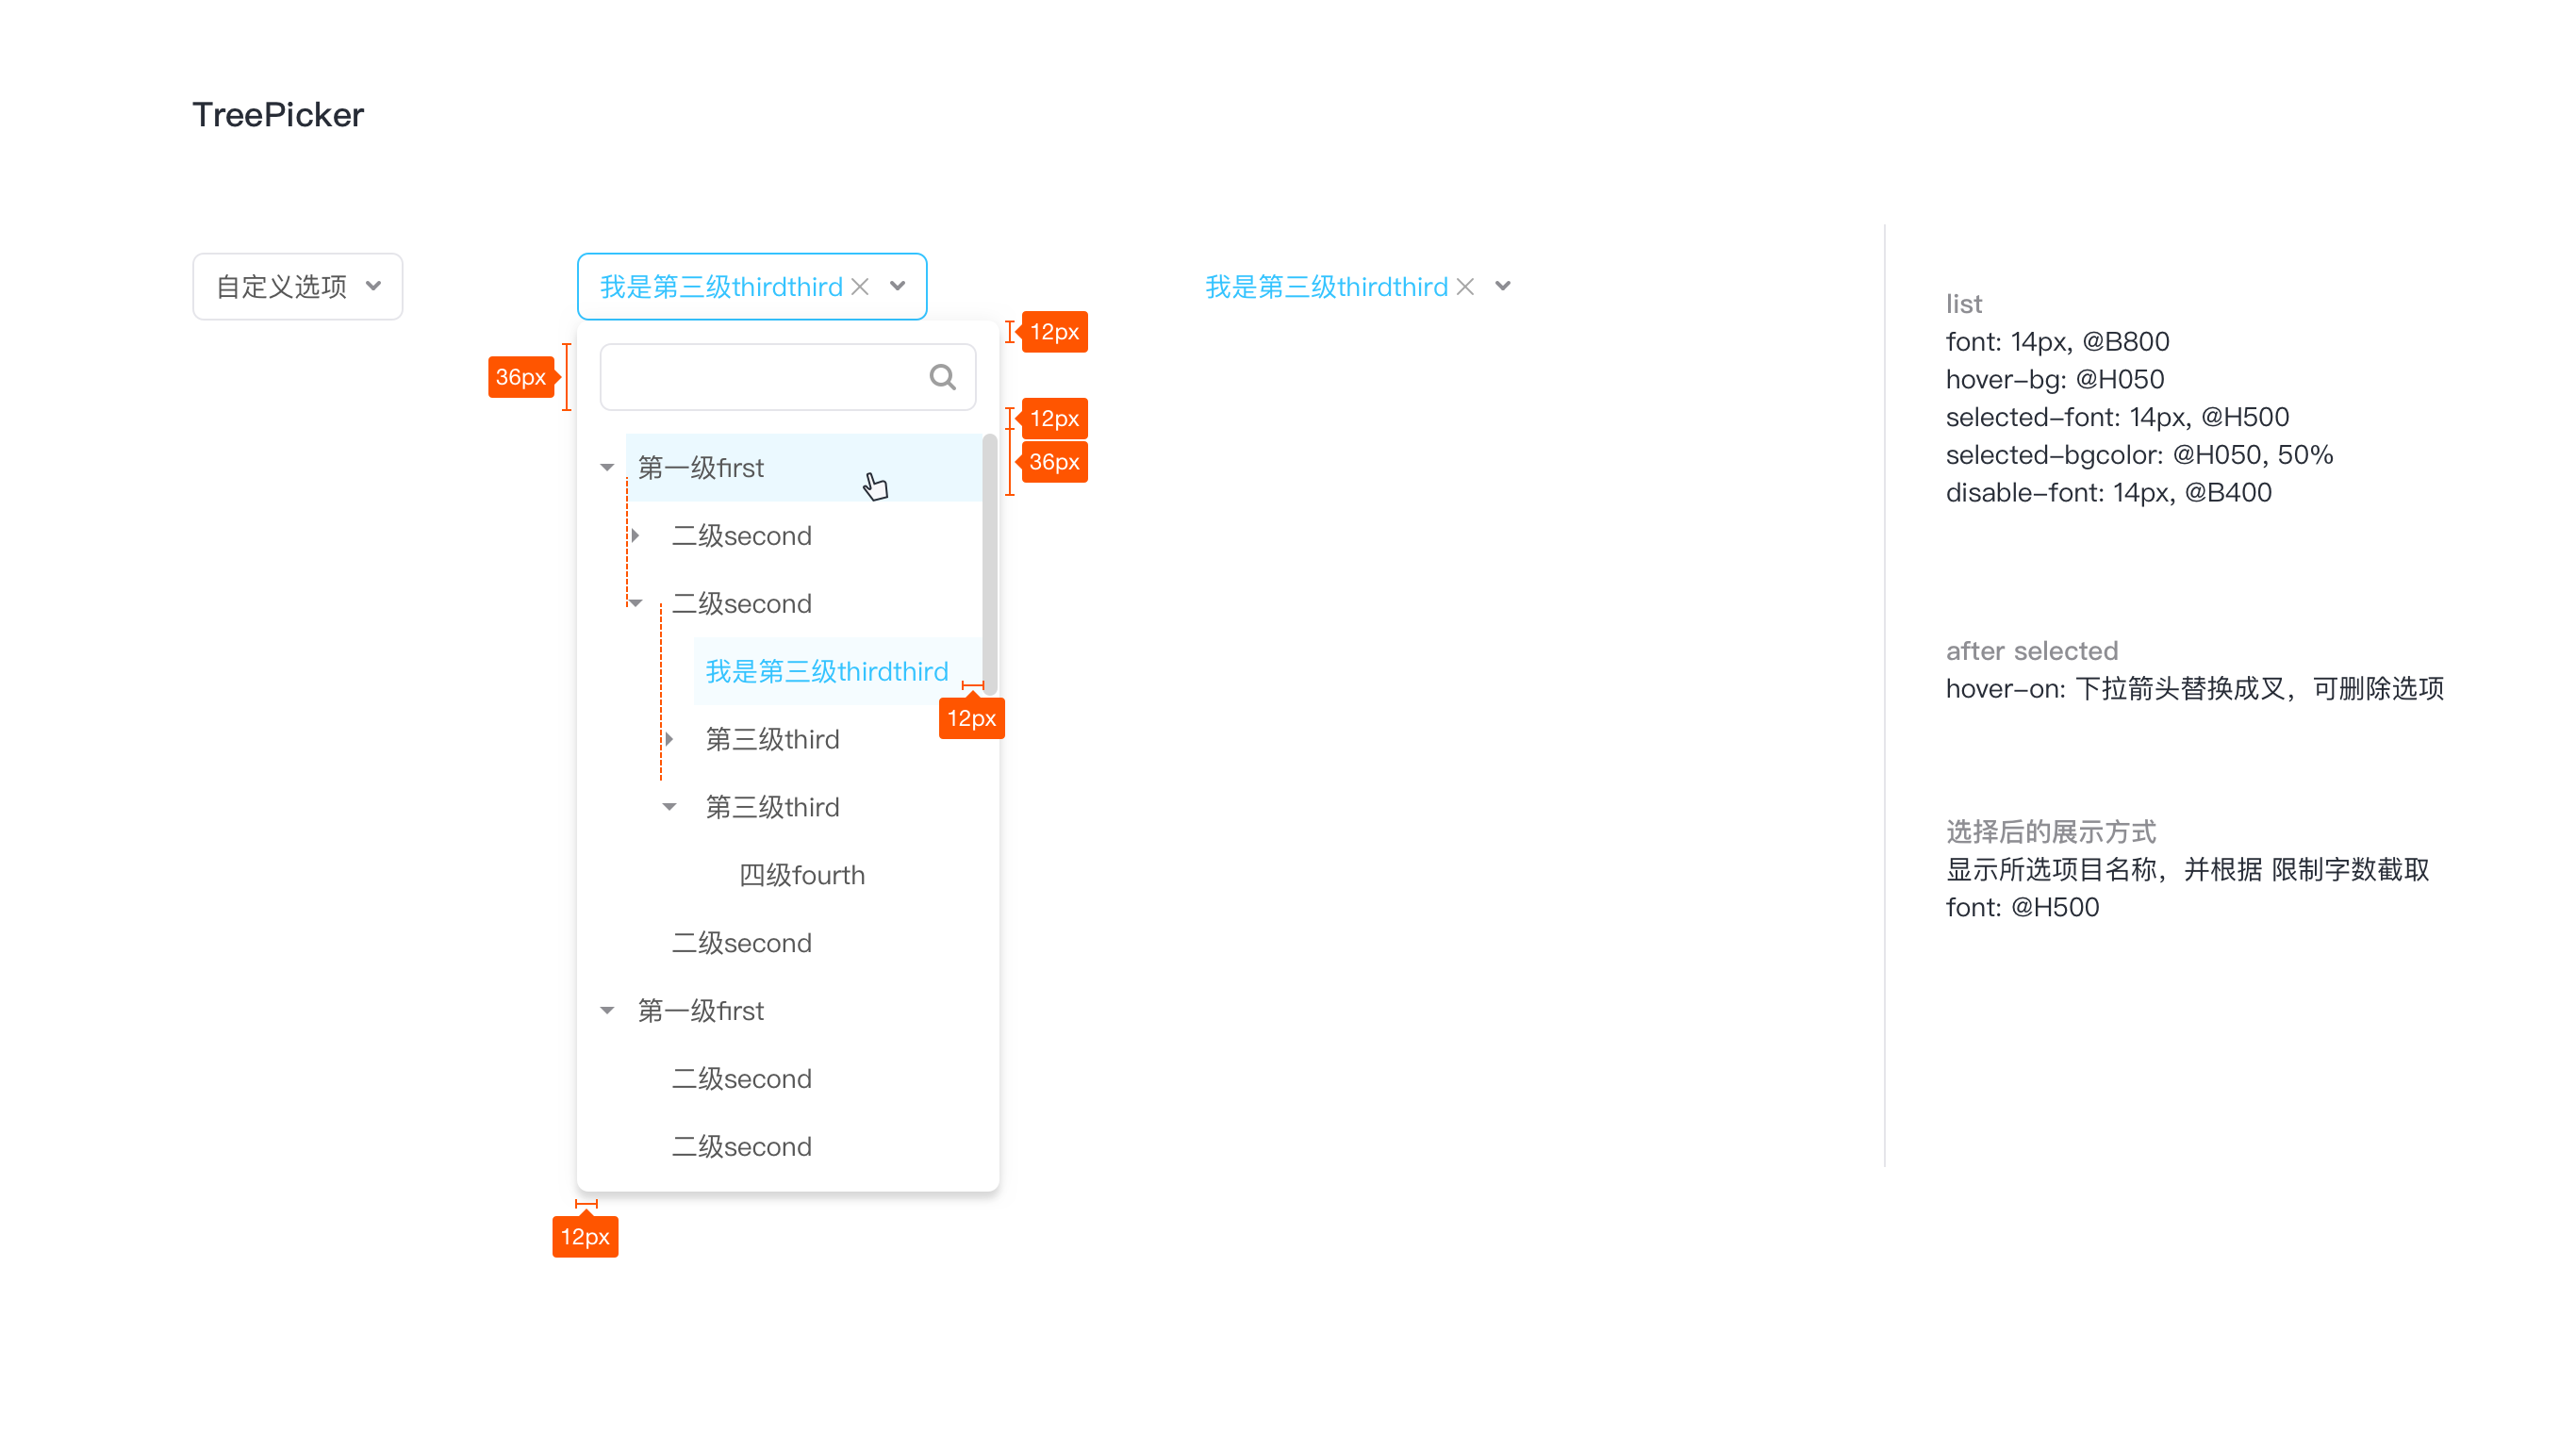 TreePicker
自定义选项
我是第三级thirdthird
我是第三级thirdthird
12px
36px
12px
36px
第一级first
二级second
二级second
我是第三级thirdthird
12px
第三级third
第三级third
四级fourth
二级second
第一级first
二级second
二级second
12px
list
font: 14px, @B800
hover-bg: @H050
selected-font: 14px, @H500
selected-bgcolor: @H050, 50%
disable-font: 14px, @B400
after selected
hover-on: 下拉箭头替换成叉，可删除选项
选择后的展示方式
显示所选项目名称，并根据 限制字数截取
font: @H500